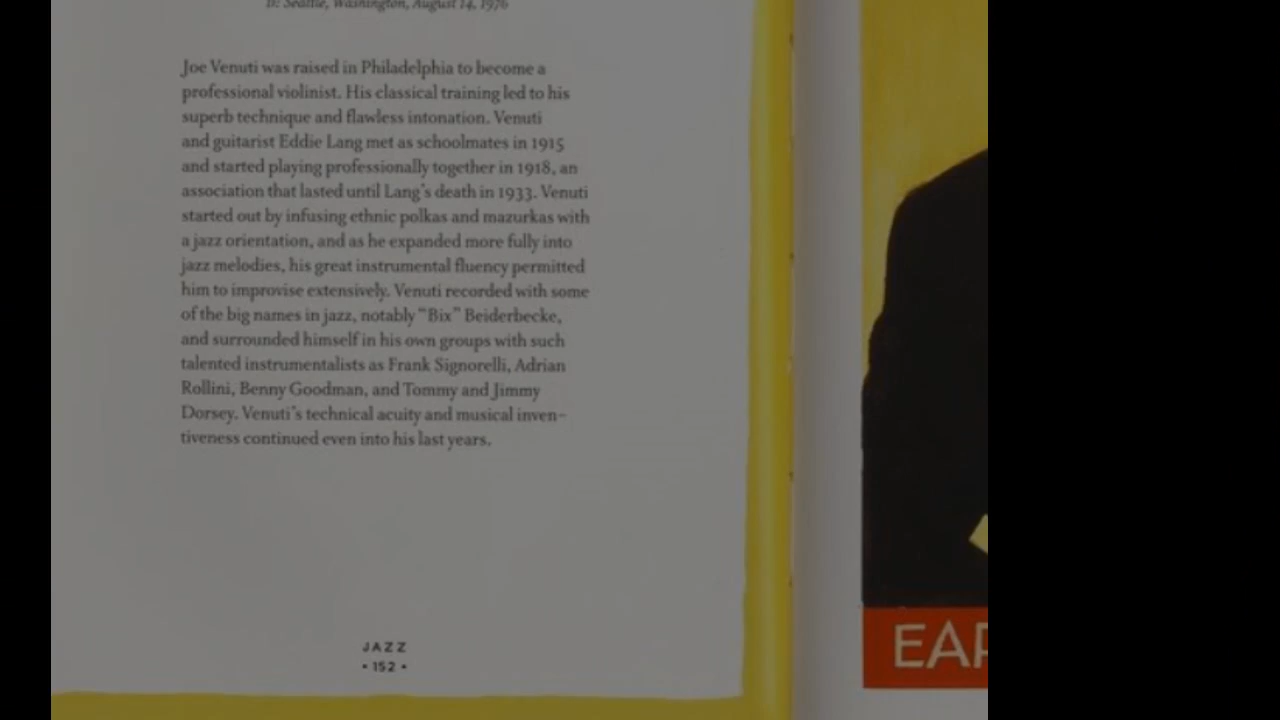 D: Seattle, Washington, August 14, 1976
Joe Venuti was raised in Philadelphia to become a
professional violinist. His classical training led to his
superb technique and flawless intonation. Venuti
and guitarist Eddie Lang met as schoolmates in 1915
and started playing professionally together in 1918, an
association that lasted until Lang's death in 1933. Venuti
started out by infusing ethnic polkas and mazurkas with
a jazz orientation, and as he expanded more fully into
jazz melodies, his great instrumental fluency permitted
him to improvise extensively. Venuti recorded with some
of the big names in jazz, notably "Bix" Beiderbecke,
and surrounded himself in his own groups with such
talented instrumentalists as Frank Signorelli, Adrian
Rollini, Benny Goodman, and Tommy and Jimmy
Dorsey. Venuti's technical acuity and musical inven-
tiveness continued even into his last years.
JAZZ
• 152 •